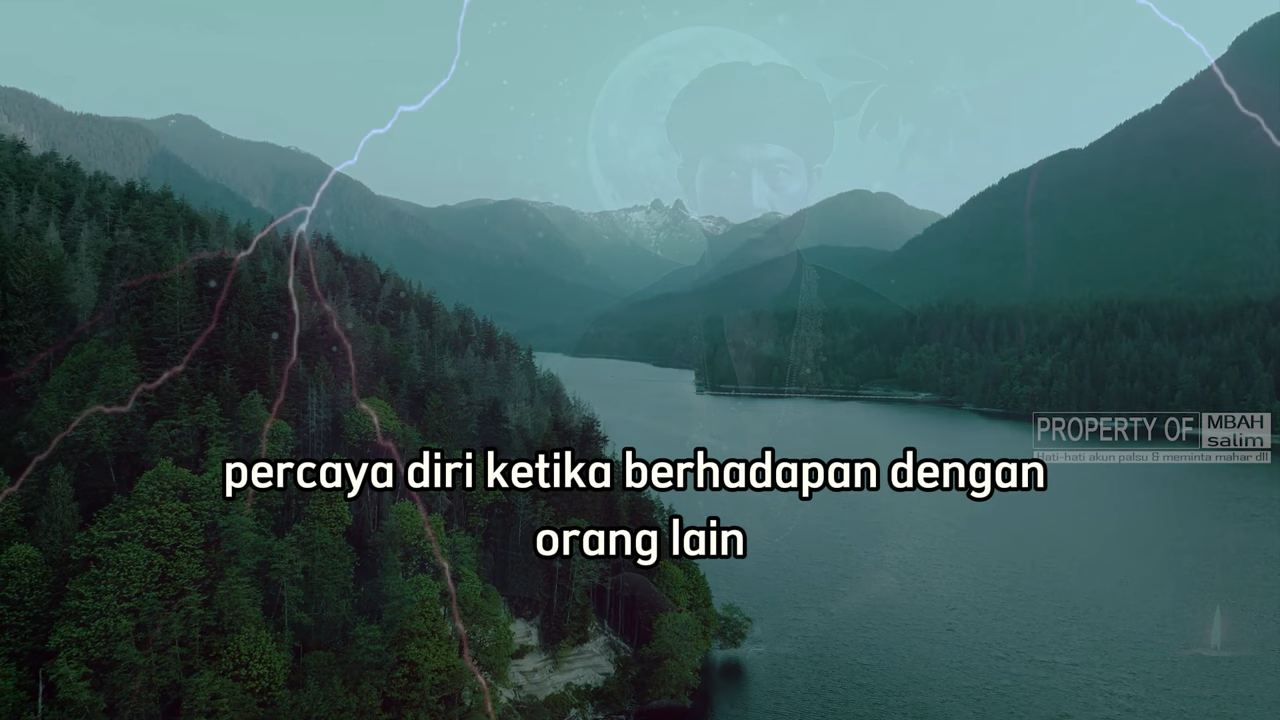 PROPERTY OF MBAH salim
Hati-hati akun palsu & meminta mahar dll
percaya diri ketika berhadapan dengan
orang lain